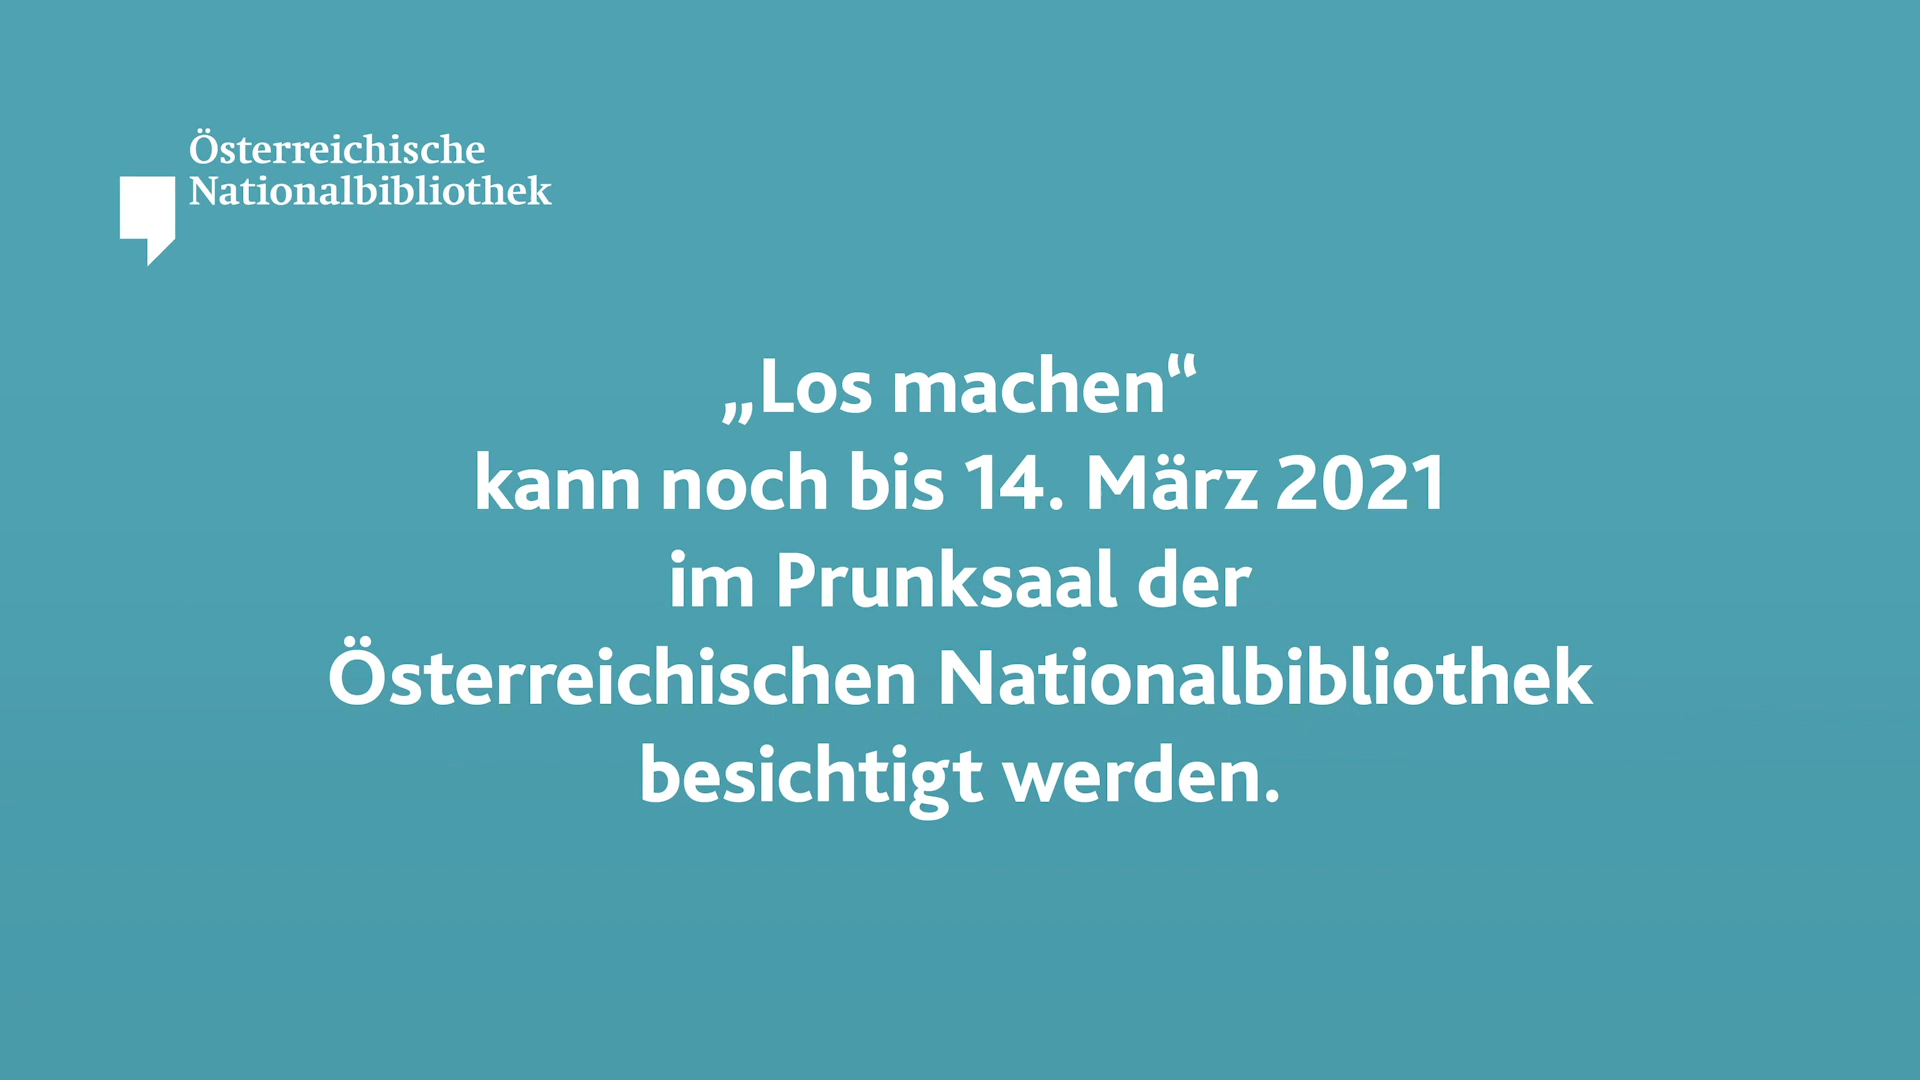 Österreichische
Nationalbibliothek
„Los machen“
kann noch bis 14. März 2021
im Prunksaal der
Österreichischen Nationalbibliothek
besichtigt werden.